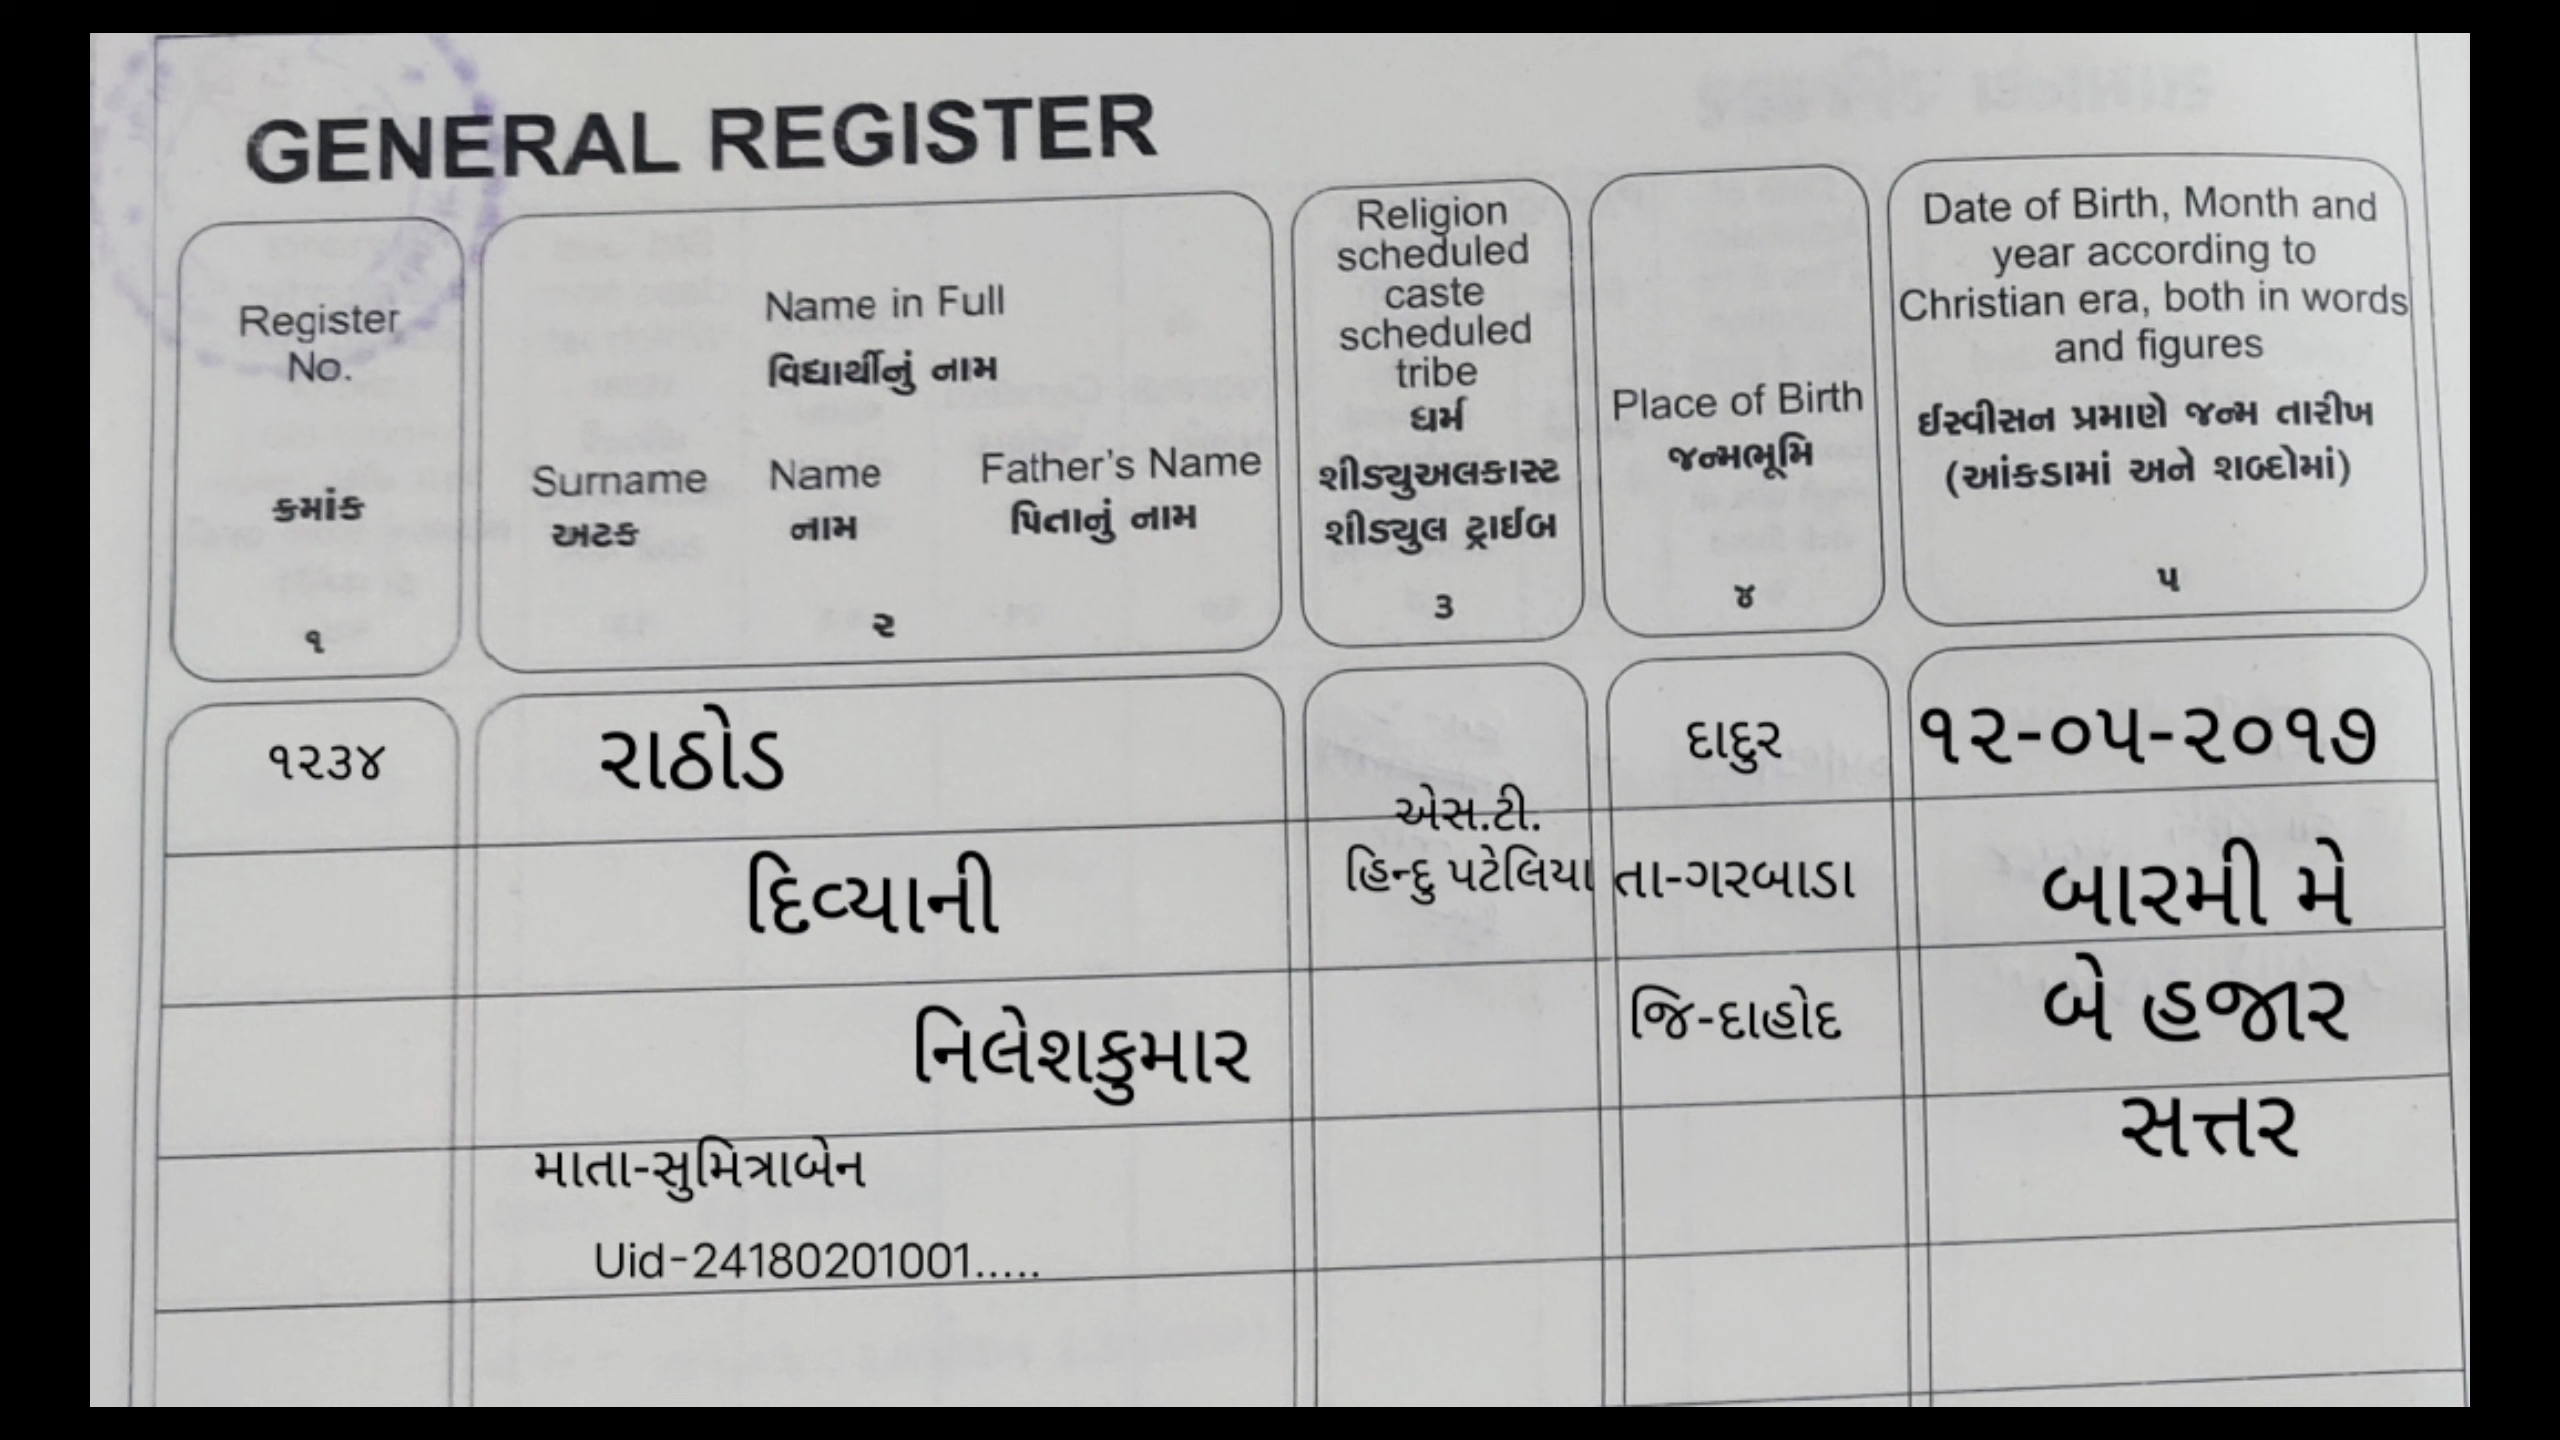 GENERAL REGISTER
Register
No.
ક્રમાંક
૧
Name in Full
વિદ્યાર્થીનું નામ
Surname Name Father's Name
અટક નામ પિતાનું નામ
૨
Religion
scheduled
caste
scheduled
tribe
ધર્મ
શીડ્યુઅલકાસ્ટ
શીડ્યુલ ટ્રાઈબ
૩
Place of Birth
જન્મભૂમિ
૪
Date of Birth, Month and
year according to
Christian era, both in words
and figures
ઈસ્વીસન પ્રમાણે જન્મ તારીખ
(આંકડામાં અને શબ્દોમાં)
૫
૧૨૩૪
રાઠોડ
દિવ્યાની
નિલેશકુમાર
માતા-સુમિત્રાબેન
Uid-24180201001.....
એસ.ટી.
હિન્દુ પટેલિયા
દાદુર
તા-ગરબાડા
જિ-દાહોદ
૧૨-૦૫-૨૦૧૭
બારમી મે
બે હજાર
સત્તર